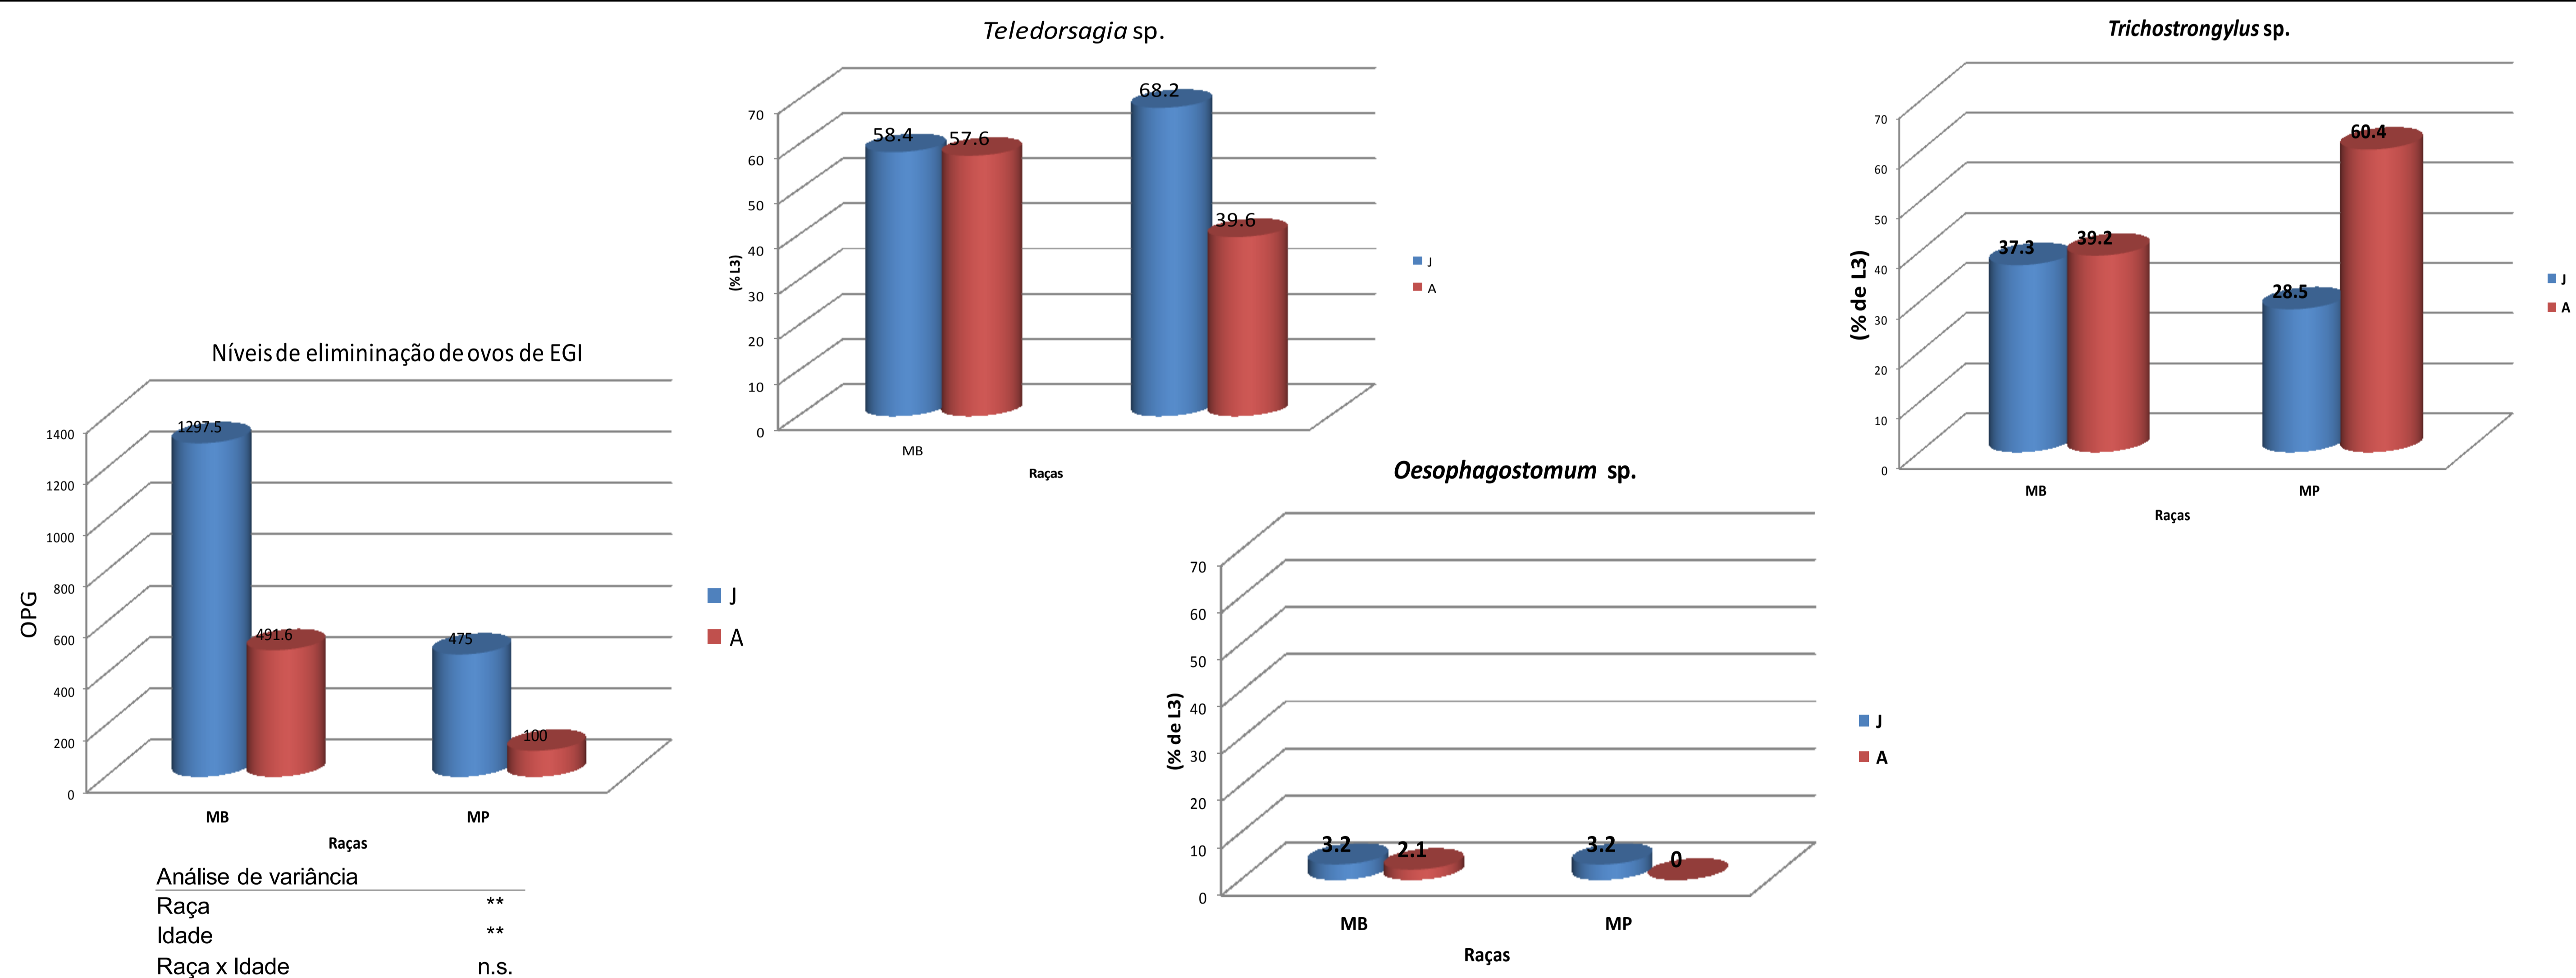 Níveis de elimininação de ovos de EGI
OPG
1400
1200
1000
800
600
400
200
0
1297.5
491.6
475
100
MB
MP
Raças
J
A
Análise de variância
Raça **
Idade **
Raça x Idade n.s.
Teledorsagia sp.
(% L3)
70
60
50
40
30
20
10
0
58.4
57.6
68.2
39.6
MB
Raças
J
A
Oesophagostomum sp.
(% de L3)
70
60
50
40
30
20
10
0
3.2
2.1
3.2
0
MB
MP
Raças
J
A
Trichostrongylus sp.
(% de L3)
70
60
50
40
30
20
10
0
37.3
39.2
28.5
60.4
MB
MP
Raças
J
A